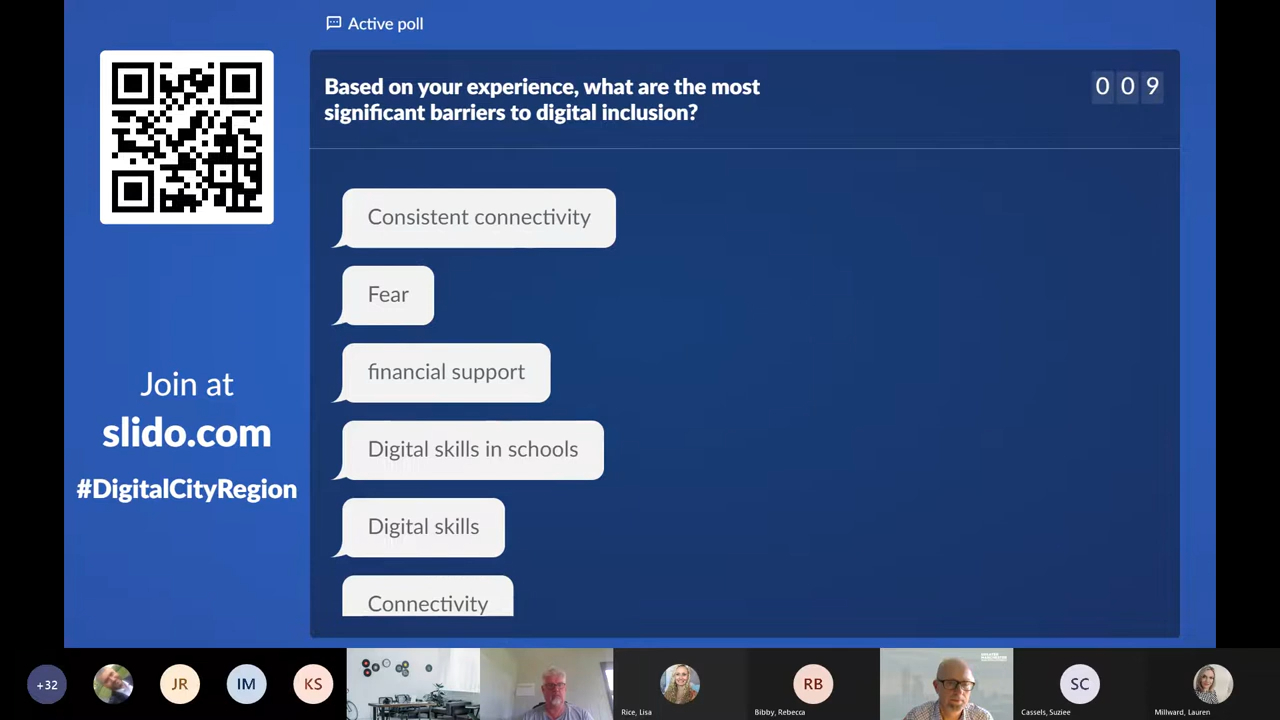 Active poll
Based on your experience, what are the most
significant barriers to digital inclusion?
0 0 9
Consistent connectivity
Fear
financial support
Digital skills in schools
Digital skills
Connectivity
Join at
slido.com
#DigitalCityRegion
+32
JR
IM
KS
Rice, Lisa
RB
Bibby, Rebecca
SC
Cassels, Suziee
Millward, Lauren